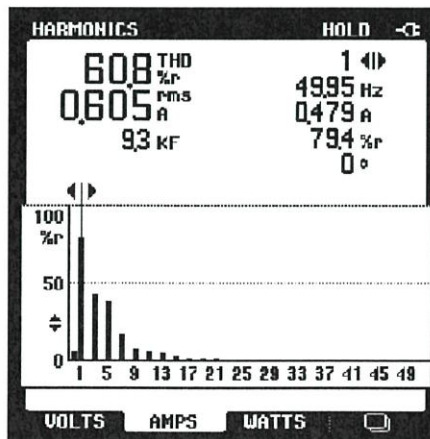 HARMONICS HOLD
60.8 THD %r 1
0.605 rms A 49.95 Hz
0.479 A
9.3 KF 79.4 %r
0 °
100
%r
50
0
1 5 9 13 17 21 25 29 33 37 41 45 49
VOLTS AMPS WATTS